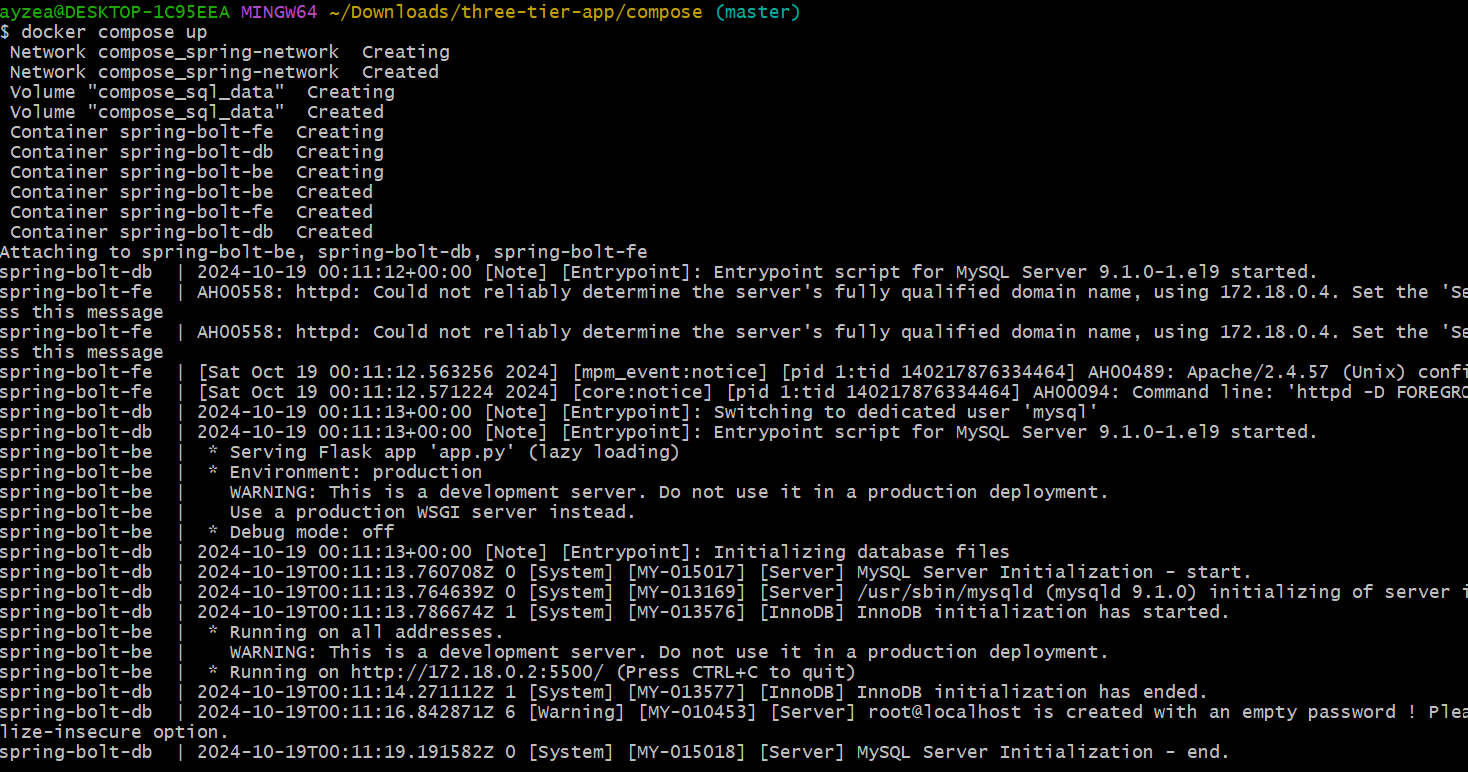 ayzea@DESKTOP-1C95EEA MINGW64 ~/Downloads/three-tier-app/compose (master)
$ docker compose up
 Network compose_spring-network  Creating
 Network compose_spring-network  Created
 Volume "compose_sql_data"  Creating
 Volume "compose_sql_data"  Created
 Container spring-bolt-fe  Creating
 Container spring-bolt-db  Creating
 Container spring-bolt-be  Creating
 Container spring-bolt-be  Created
 Container spring-bolt-fe  Created
 Container spring-bolt-db  Created
Attaching to spring-bolt-be, spring-bolt-db, spring-bolt-fe
spring-bolt-db  | 2024-10-19 00:11:12+00:00 [Note] [Entrypoint]: Entrypoint script for MySQL Server 9.1.0-1.el9 started.
spring-bolt-fe  | AH00558: httpd: Could not reliably determine the server's fully qualified domain name, using 172.18.0.4. Set the 'Se
ss this message
spring-bolt-fe  | AH00558: httpd: Could not reliably determine the server's fully qualified domain name, using 172.18.0.4. Set the 'Se
ss this message
spring-bolt-fe  | [Sat Oct 19 00:11:12.563256 2024] [mpm_event:notice] [pid 1:tid 140217876334464] AH00489: Apache/2.4.57 (Unix) confi
spring-bolt-fe  | [Sat Oct 19 00:11:12.571224 2024] [core:notice] [pid 1:tid 140217876334464] AH00094: Command line: 'httpd -D FOREGRO
spring-bolt-db  | 2024-10-19 00:11:13+00:00 [Note] [Entrypoint]: Switching to dedicated user 'mysql'
spring-bolt-db  | 2024-10-19 00:11:13+00:00 [Note] [Entrypoint]: Entrypoint script for MySQL Server 9.1.0-1.el9 started.
spring-bolt-be  |  * Serving Flask app 'app.py' (lazy loading)
spring-bolt-be  |  * Environment: production
spring-bolt-be  |    WARNING: This is a development server. Do not use it in a production deployment.
spring-bolt-be  |    Use a production WSGI server instead.
spring-bolt-be  |  * Debug mode: off
spring-bolt-db  | 2024-10-19 00:11:13+00:00 [Note] [Entrypoint]: Initializing database files
spring-bolt-db  | 2024-10-19T00:11:13.760708Z 0 [System] [MY-015017] [Server] MySQL Server Initialization - start.
spring-bolt-db  | 2024-10-19T00:11:13.764639Z 0 [System] [MY-013169] [Server] /usr/sbin/mysqld (mysqld 9.1.0) initializing of server i
spring-bolt-db  | 2024-10-19T00:11:13.786674Z 1 [System] [MY-013576] [InnoDB] InnoDB initialization has started.
spring-bolt-be  |  * Running on all addresses.
spring-bolt-be  |    WARNING: This is a development server. Do not use it in a production deployment.
spring-bolt-be  |  * Running on http://172.18.0.2:5500/ (Press CTRL+C to quit)
spring-bolt-db  | 2024-10-19T00:11:14.271112Z 1 [System] [MY-013577] [InnoDB] InnoDB initialization has ended.
spring-bolt-db  | 2024-10-19T00:11:16.842871Z 6 [Warning] [MY-010453] [Server] root@localhost is created with an empty password ! Plea
lize-insecure option.
spring-bolt-db  | 2024-10-19T00:11:19.191582Z 0 [System] [MY-015018] [Server] MySQL Server Initialization - end.